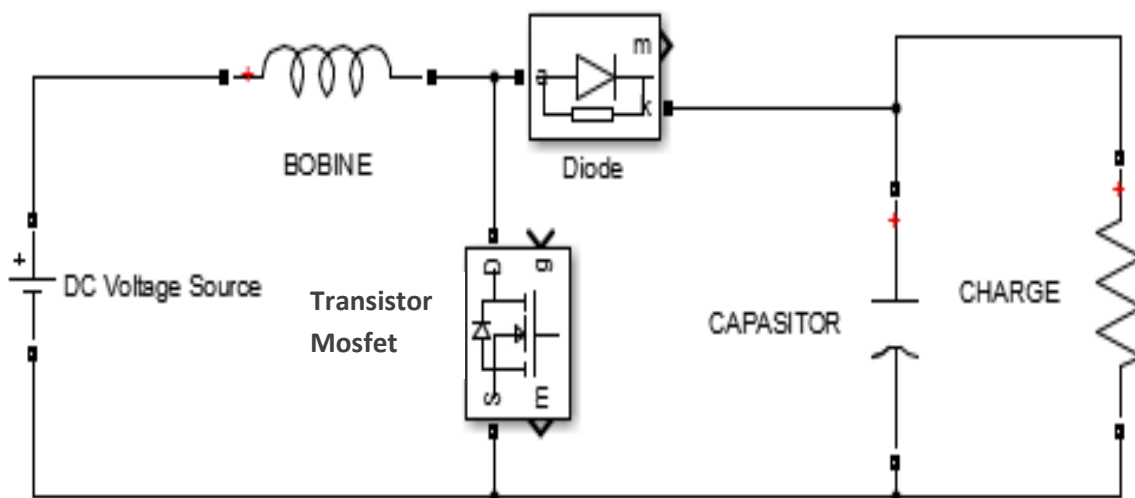 m
a
k
Diode
BOBINE
+
DC Voltage Source
D
g
S
m
Transistor
Mosfet
+
+
+
CAPASITOR
CHARGE